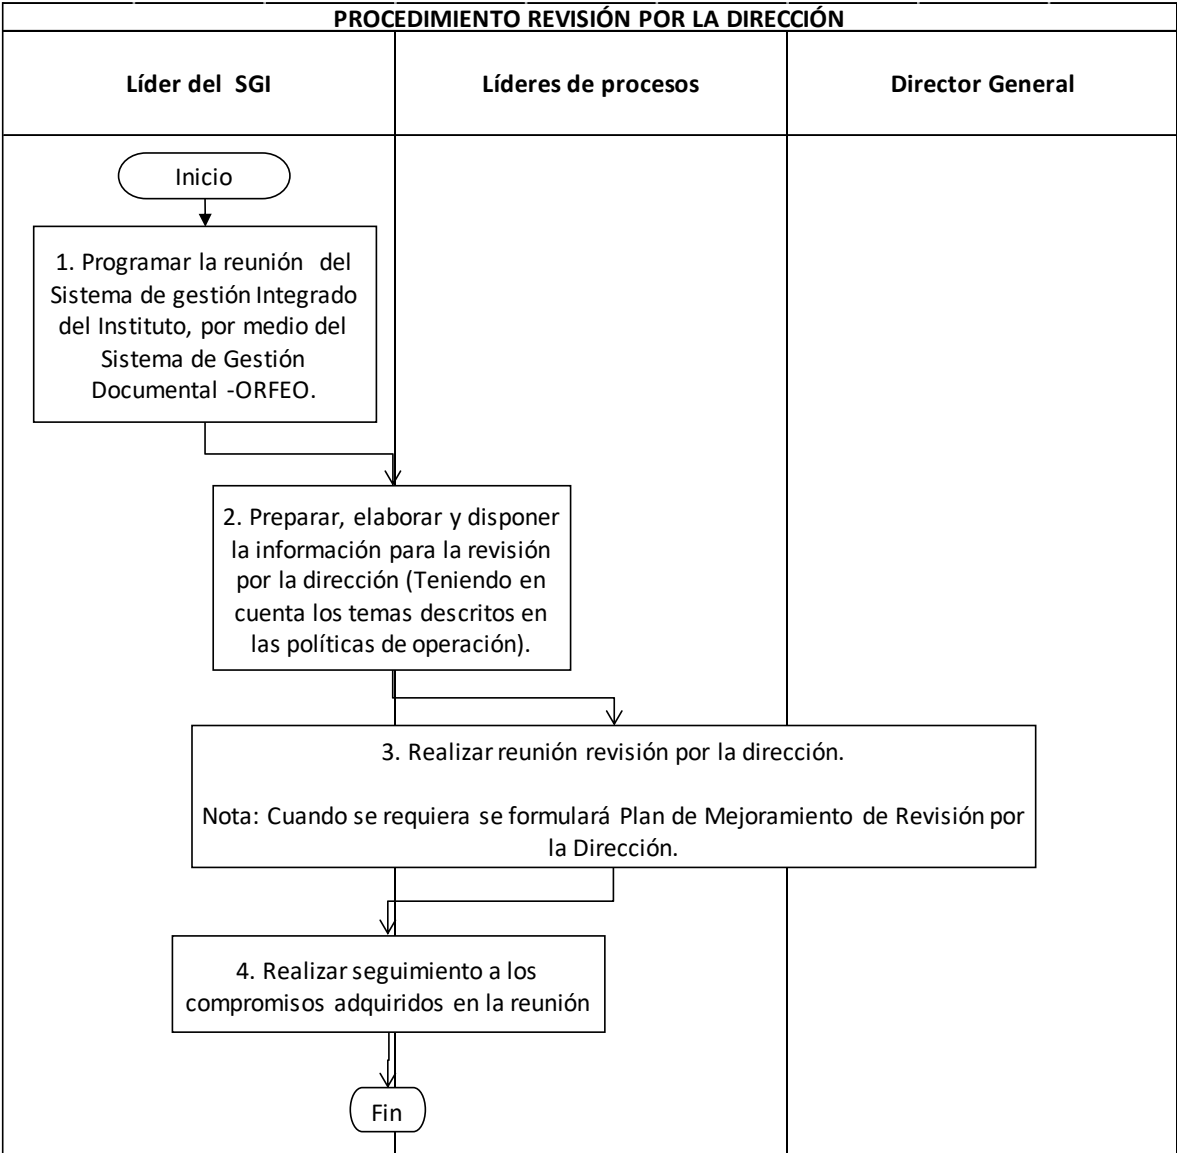 PROCEDIMIENTO REVISIÓN POR LA DIRECCIÓN
Líder del SGI
Líderes de procesos
Director General
Inicio
1. Programar la reunión del
Sistema de gestión Integrado
del Instituto, por medio del
Sistema de Gestión
Documental -ORFEO.
2. Preparar, elaborar y disponer
la información para la revisión
por la dirección (Teniendo en
cuenta los temas descritos en
las políticas de operación).
3. Realizar reunión revisión por la dirección.
Nota: Cuando se requiera se formulará Plan de Mejoramiento de Revisión por
la Dirección.
4. Realizar seguimiento a los
compromisos adquiridos en la reunión
Fin